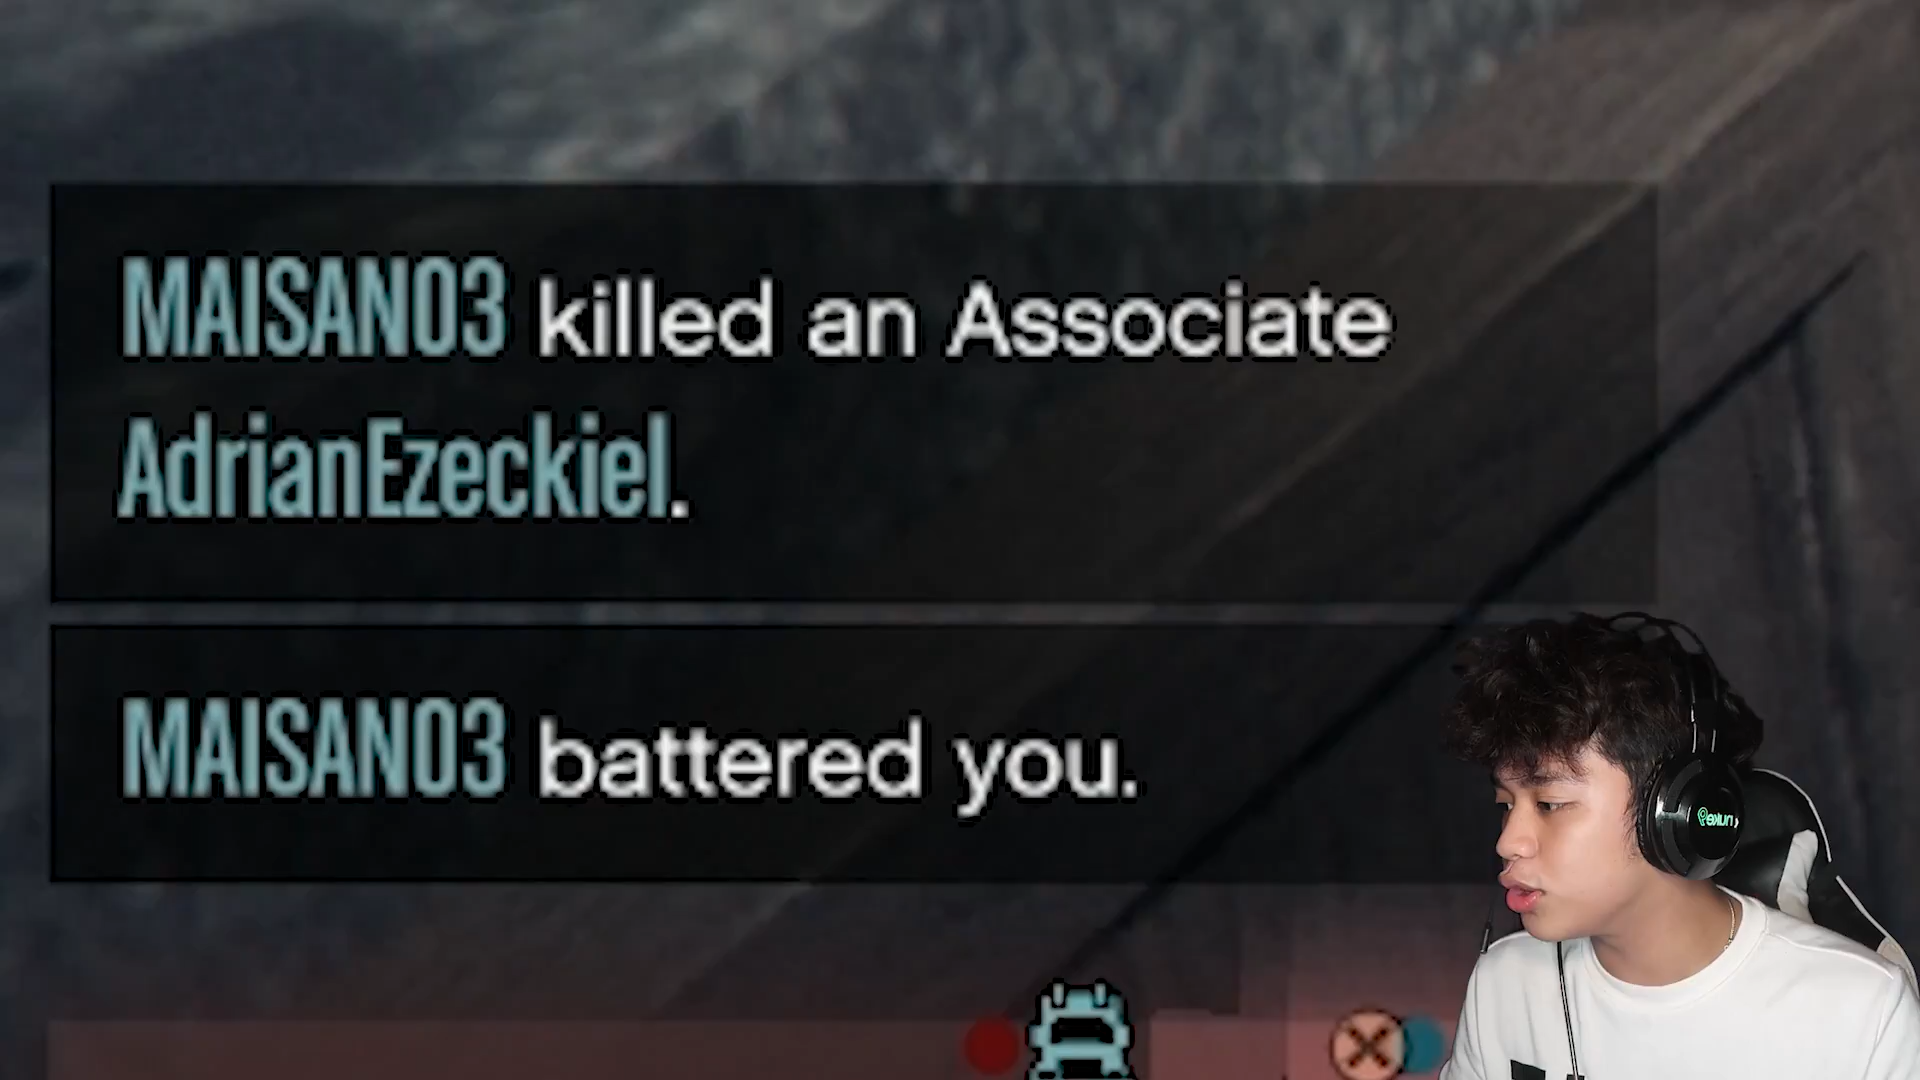 MAISAN03 killed an Associate
AdrianEzeckiel.
MAISAN03 battered you.